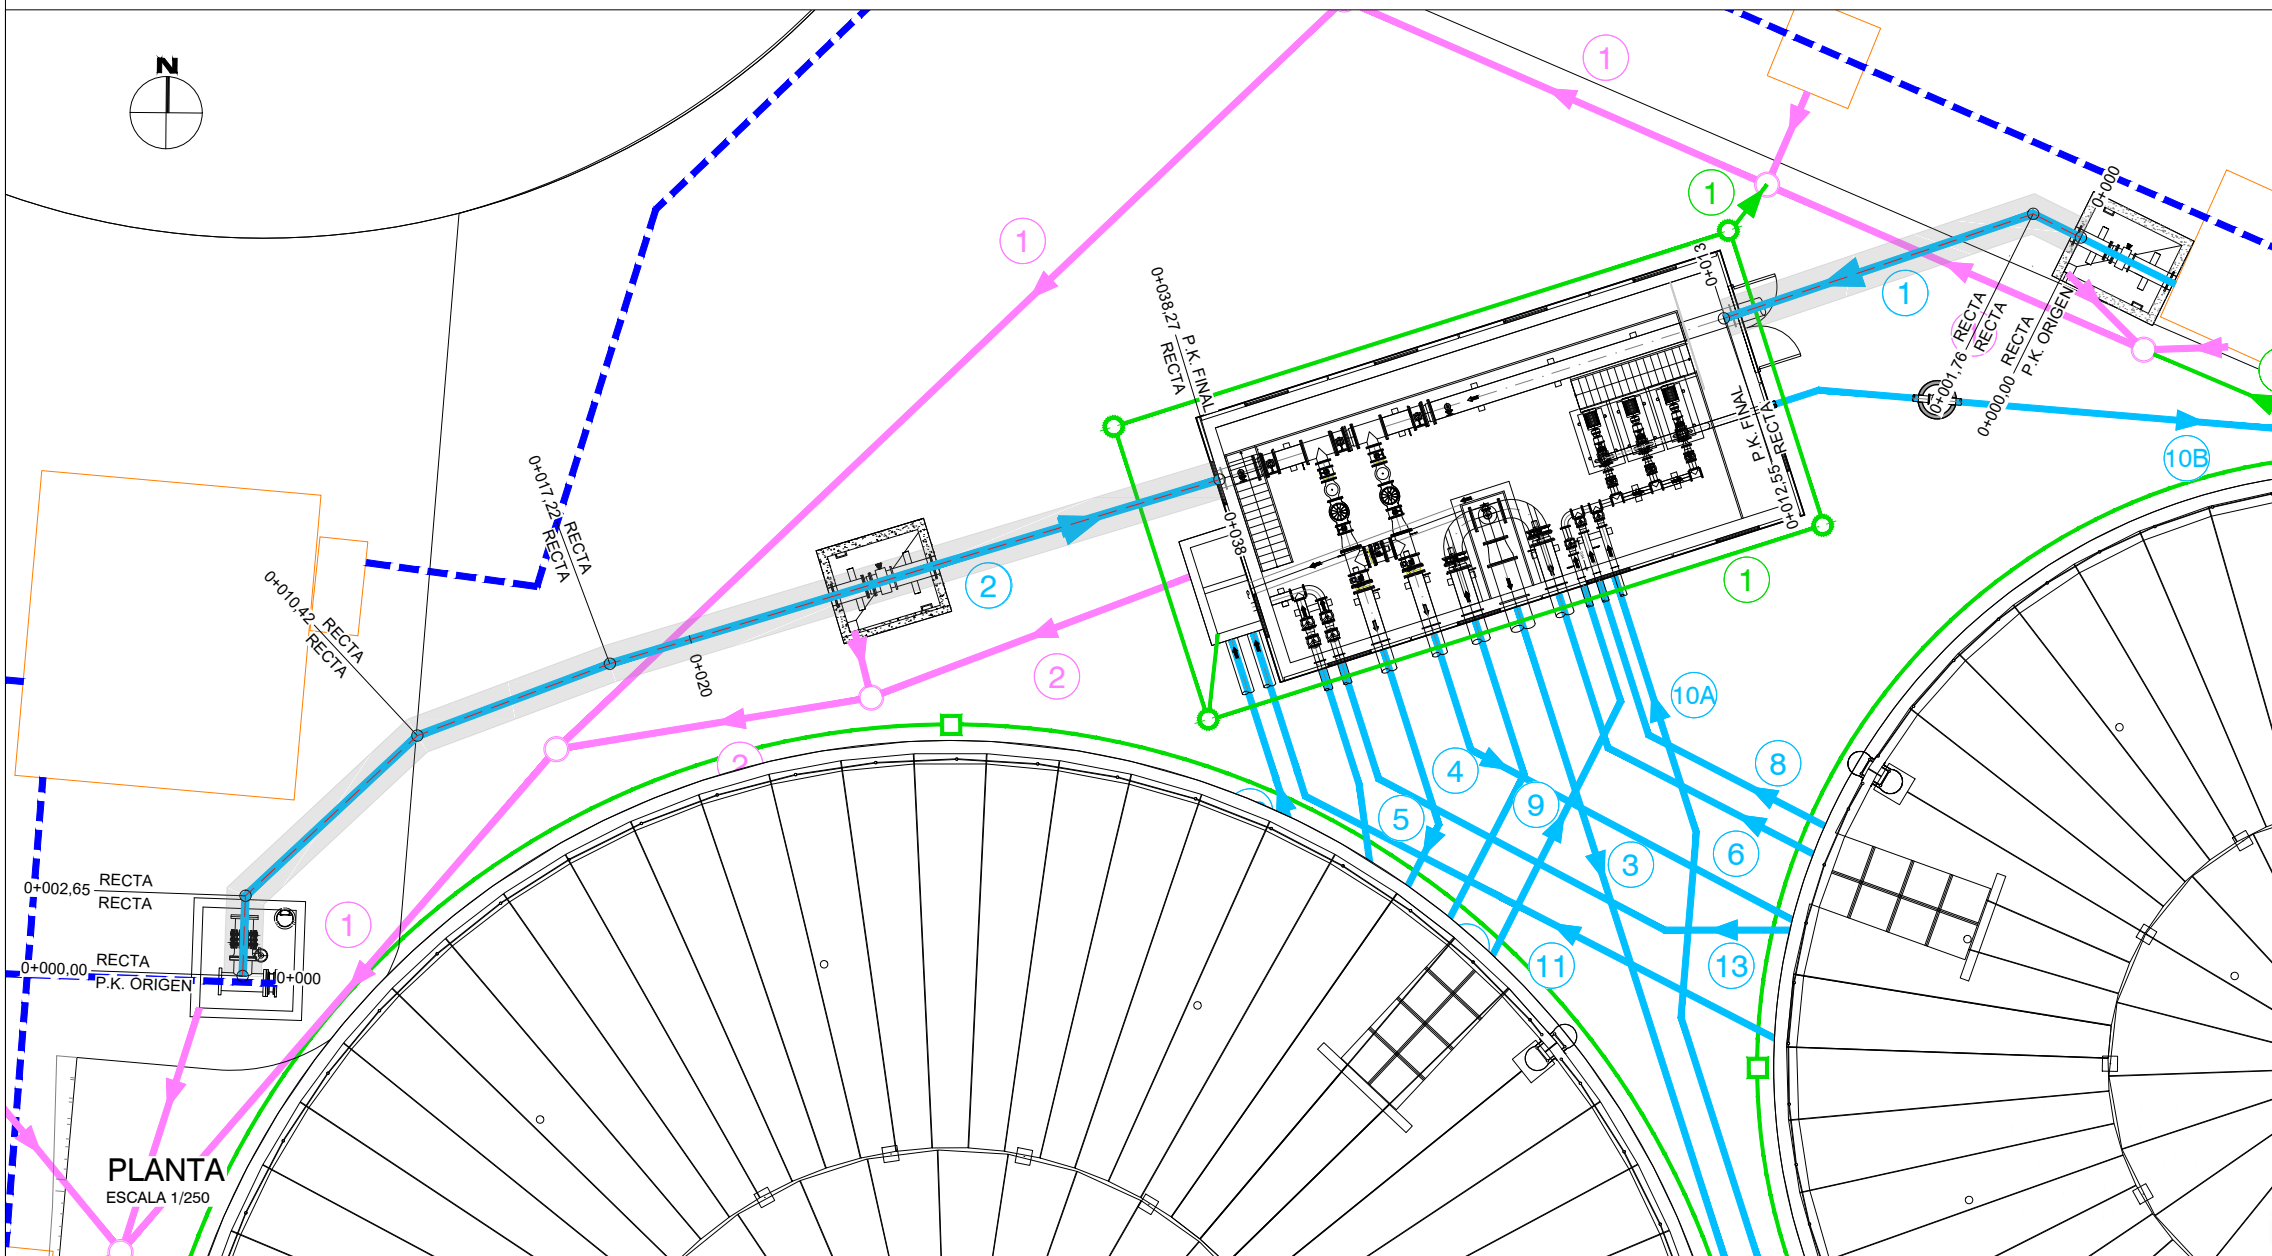 N
1
1
1
0+000
0+013
1
1
0+001,76 RECTA
RECTA
0+000,00 RECTA
P.K. ORIGEN
0+038,27 P.K. FINAL
RECTA
0+038
P.K. FINAL
0+012,55 RECTA
10B
0+017,22 RECTA
RECTA
0+010,42 RECTA
RECTA
2
0+020
2
2
1
10A
4
8
9
5
3
6
11
13
0+002,65 RECTA
RECTA
1
0+000,00 RECTA
P.K. ORIGEN
0+000
PLANTA
ESCALA 1/250